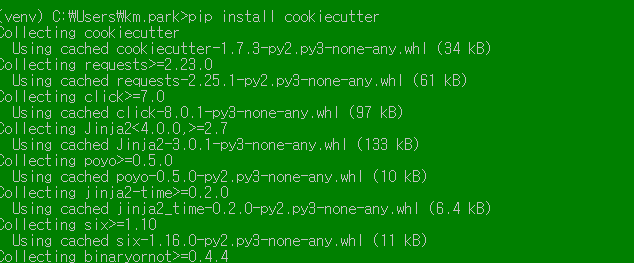 (venv) C:₩Users₩km.park>pip install cookiecutter
Collecting cookiecutter
  Using cached cookiecutter-1.7.3-py2.py3-none-any.whl (34 kB)
Collecting requests>=2.23.0
  Using cached requests-2.25.1-py2.py3-none-any.whl (61 kB)
Collecting click>=7.0
  Using cached click-8.0.1-py3-none-any.whl (97 kB)
Collecting Jinja2<4.0.0,>=2.7
  Using cached Jinja2-3.0.1-py3-none-any.whl (133 kB)
Collecting poyo>=0.5.0
  Using cached poyo-0.5.0-py2.py3-none-any.whl (10 kB)
Collecting jinja2-time>=0.2.0
  Using cached jinja2_time-0.2.0-py2.py3-none-any.whl (6.4 kB)
Collecting six>=1.10
  Using cached six-1.16.0-py2.py3-none-any.whl (11 kB)
Collecting binaryornot>=0.4.4